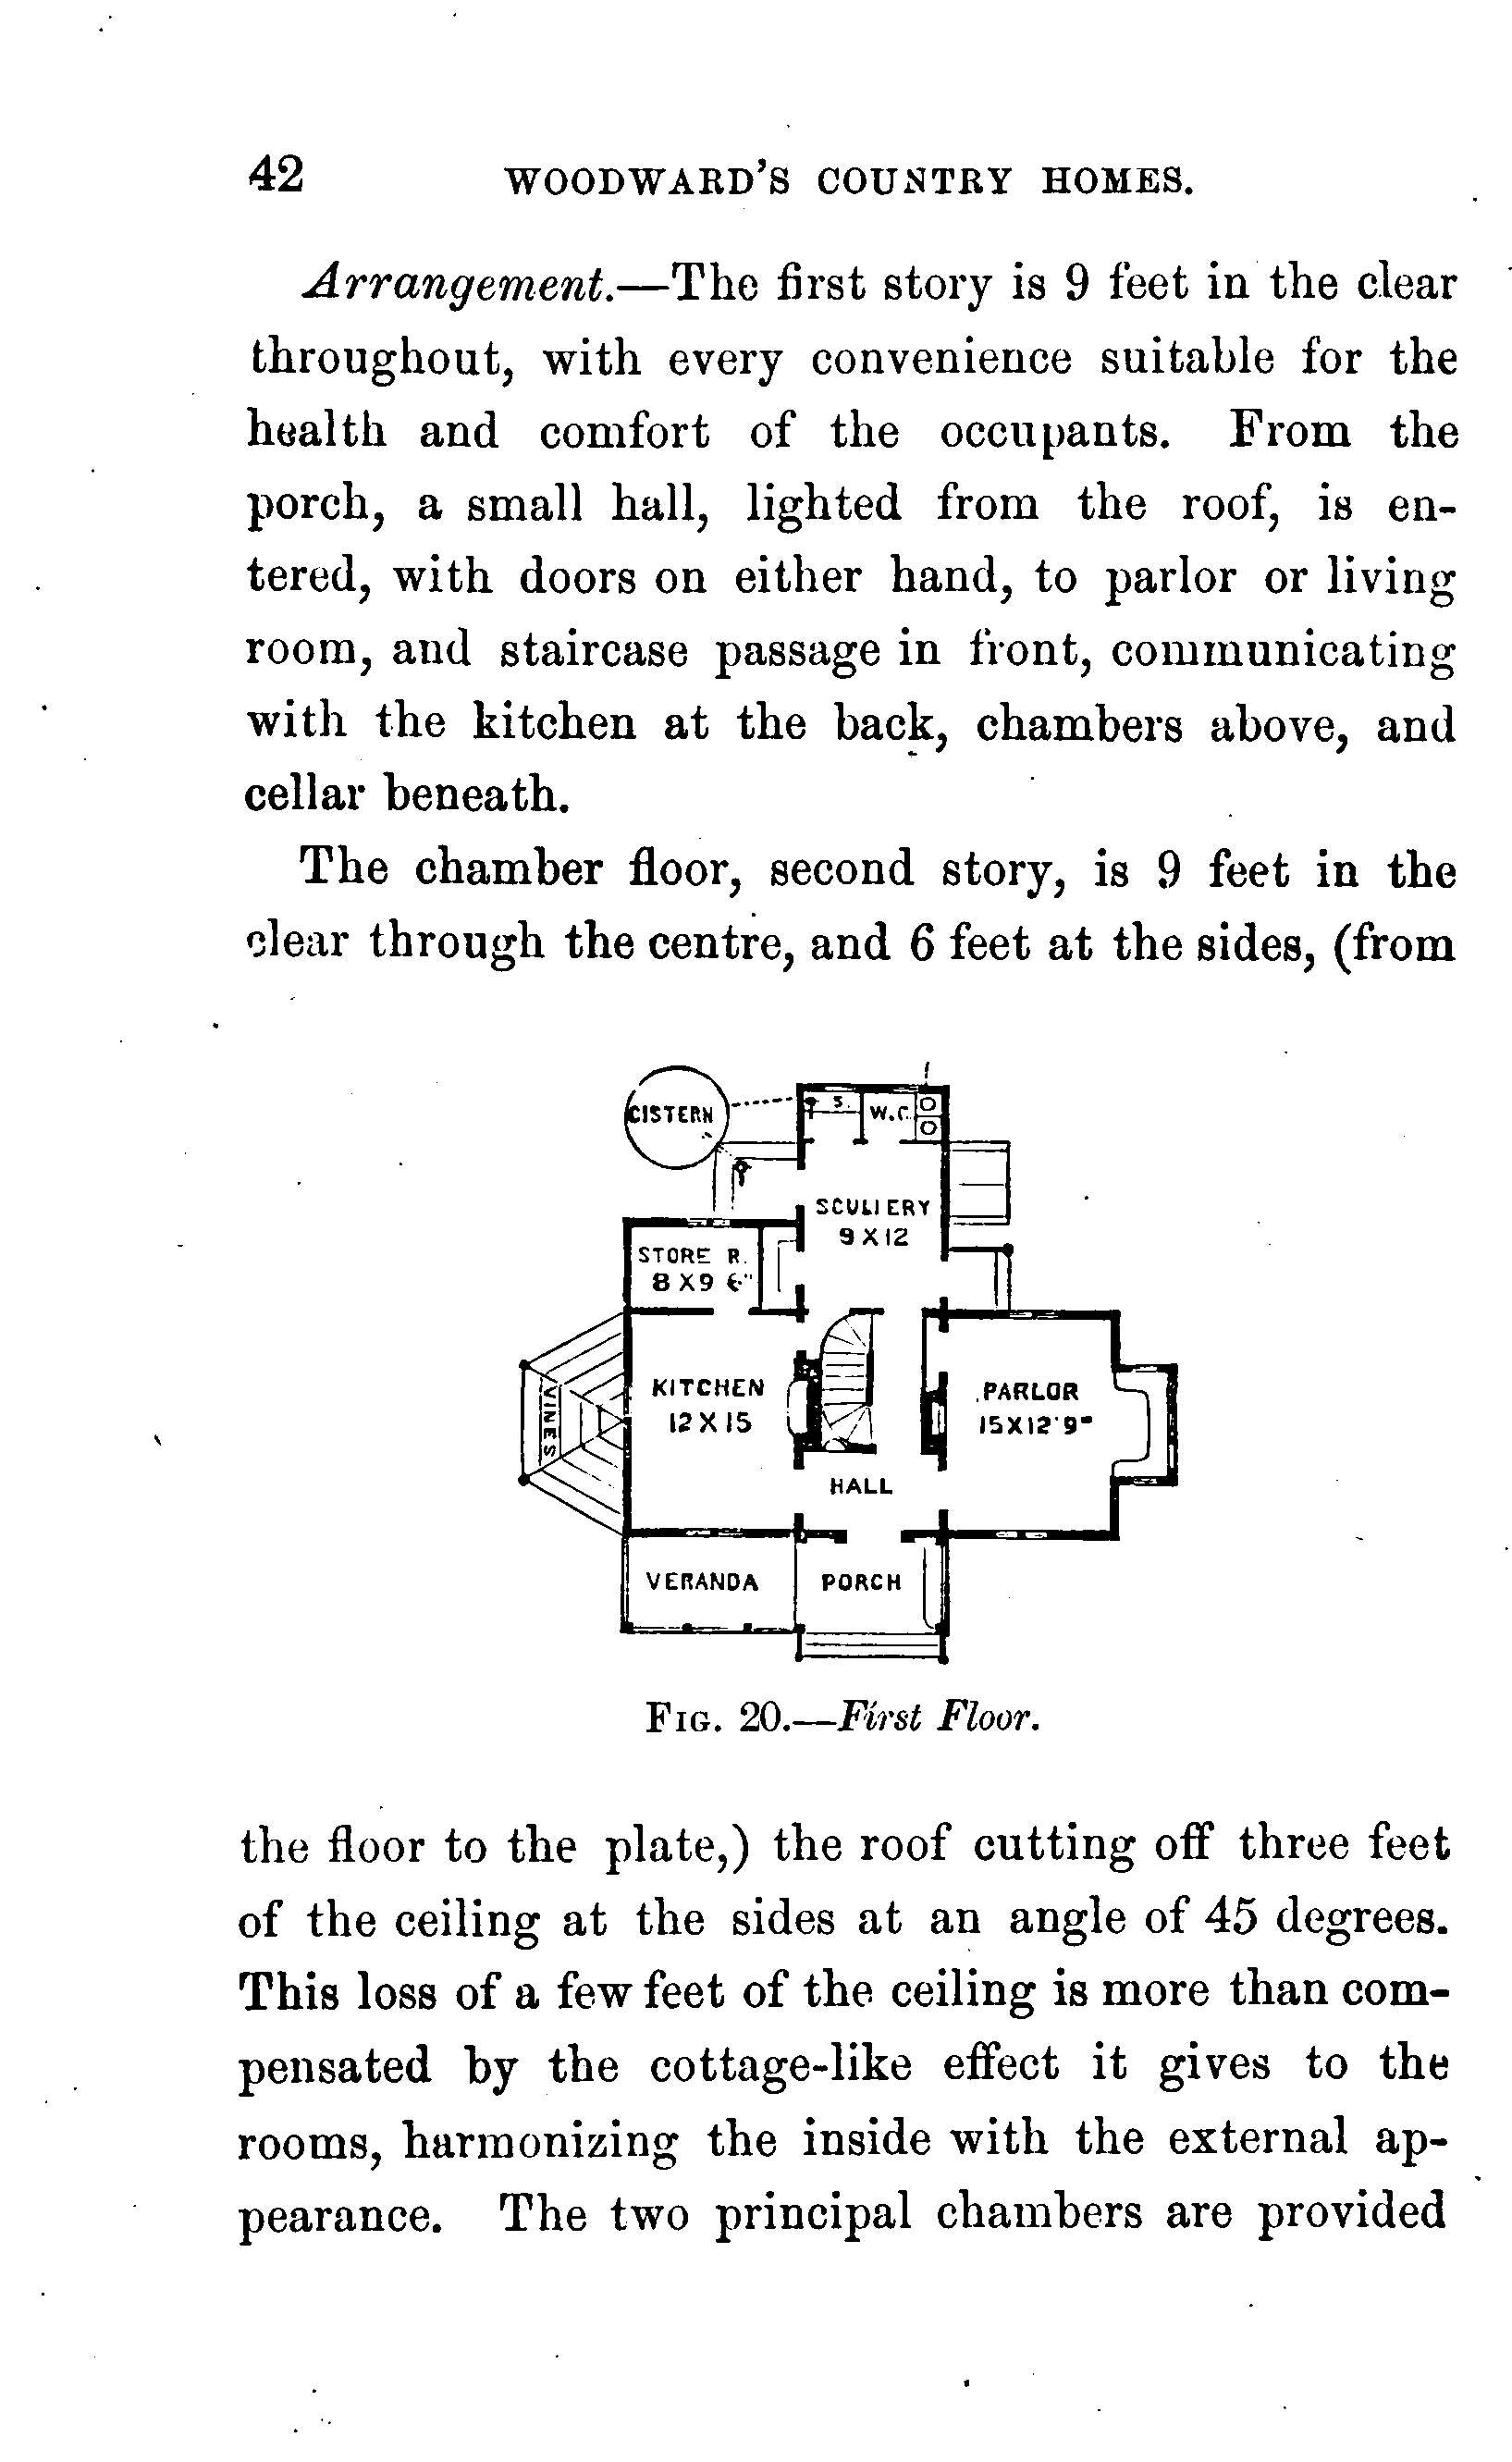 42 WOODWARD'S COUNTRY HOMES.
Arrangement.—The first story is 9 feet in the clear
throughout, with every convenience suitable for the
health and comfort of the occupants. From the
porch, a small hall, lighted from the roof, is en-
tered, with doors on either hand, to parlor or living
room, and staircase passage in front, communicating
with the kitchen at the back, chambers above, and
cellar beneath.
The chamber floor, second story, is 9 feet in the
clear through the centre, and 6 feet at the sides, (from
CISTERN
S.
W.C.
SCULLERY
9 X 12
STORE R.
8 X 9 6"
KITCHEN
12 X 15
VINES
PARLOR
15 X 12' 9"
HALL
VERANDA
PORCH
FIG. 20.—First Floor.
the floor to the plate,) the roof cutting off three feet
of the ceiling at the sides at an angle of 45 degrees.
This loss of a few feet of the ceiling is more than com-
pensated by the cottage-like effect it gives to the
rooms, harmonizing the inside with the external ap-
pearance. The two principal chambers are provided